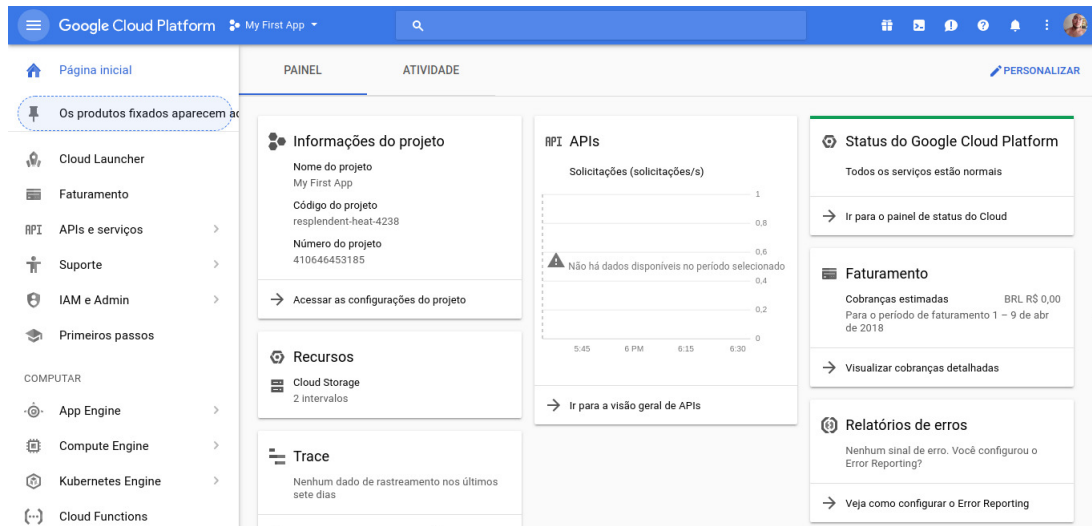 Google Cloud Platform
My First App
Página inicial
Os produtos fixados aparecem aq
Cloud Launcher
Faturamento
API APIs e serviços
Suporte
IAM e Admin
Primeiros passos
COMPUTAR
App Engine
Compute Engine
Kubernetes Engine
Cloud Functions
PAINEL
ATIVIDADE
PERSONALIZAR
Informações do projeto
Nome do projeto
My First App
Código do projeto
resplendent-heat-4238
Número do projeto
410646453185
Acessar as configurações do projeto
Recursos
Cloud Storage
2 intervalos
Trace
Nenhum dado de rastreamento nos últimos
sete dias
API APIs
Solicitações (solicitações/s)
1
0,8
0,6
Não há dados disponíveis no período selecionado
0,4
0,2
0
5:45 6 PM 6:15 6:30
Ir para a visão geral de APIs
Status do Google Cloud Platform
Todos os serviços estão normais
Ir para o painel de status do Cloud
Faturamento
Cobranças estimadas BRL R$ 0,00
Para o período de faturamento 1 – 9 de abr
de 2018
Visualizar cobranças detalhadas
Relatórios de erros
Nenhum sinal de erro. Você configurou o
Error Reporting?
Veja como configurar o Error Reporting